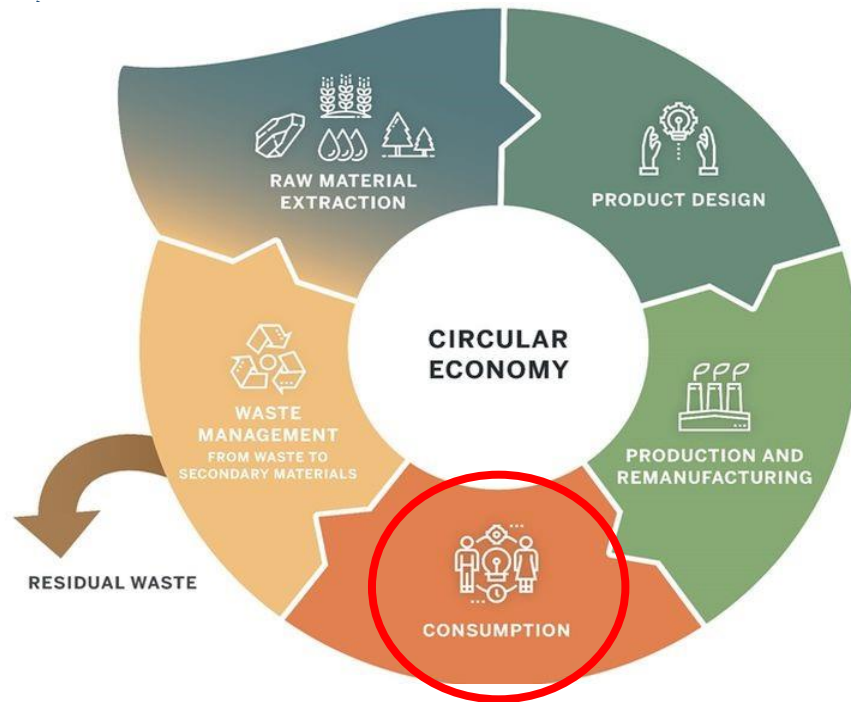 RAW MATERIAL
EXTRACTION
PRODUCT DESIGN
CIRCULAR
ECONOMY
PRODUCTION AND
REMANUFACTURING
CONSUMPTION
WASTE
MANAGEMENT
FROM WASTE TO
SECONDARY MATERIALS
RESIDUAL WASTE